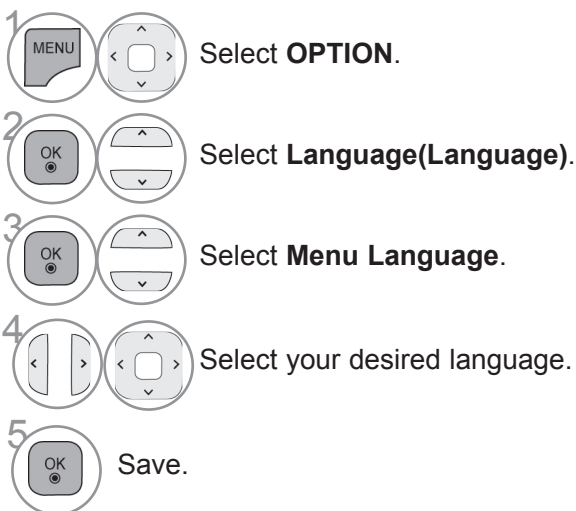 1 MENU Select OPTION.
2 OK Select Language(Language).
3 OK Select Menu Language.
4 Select your desired language.
5 OK Save.